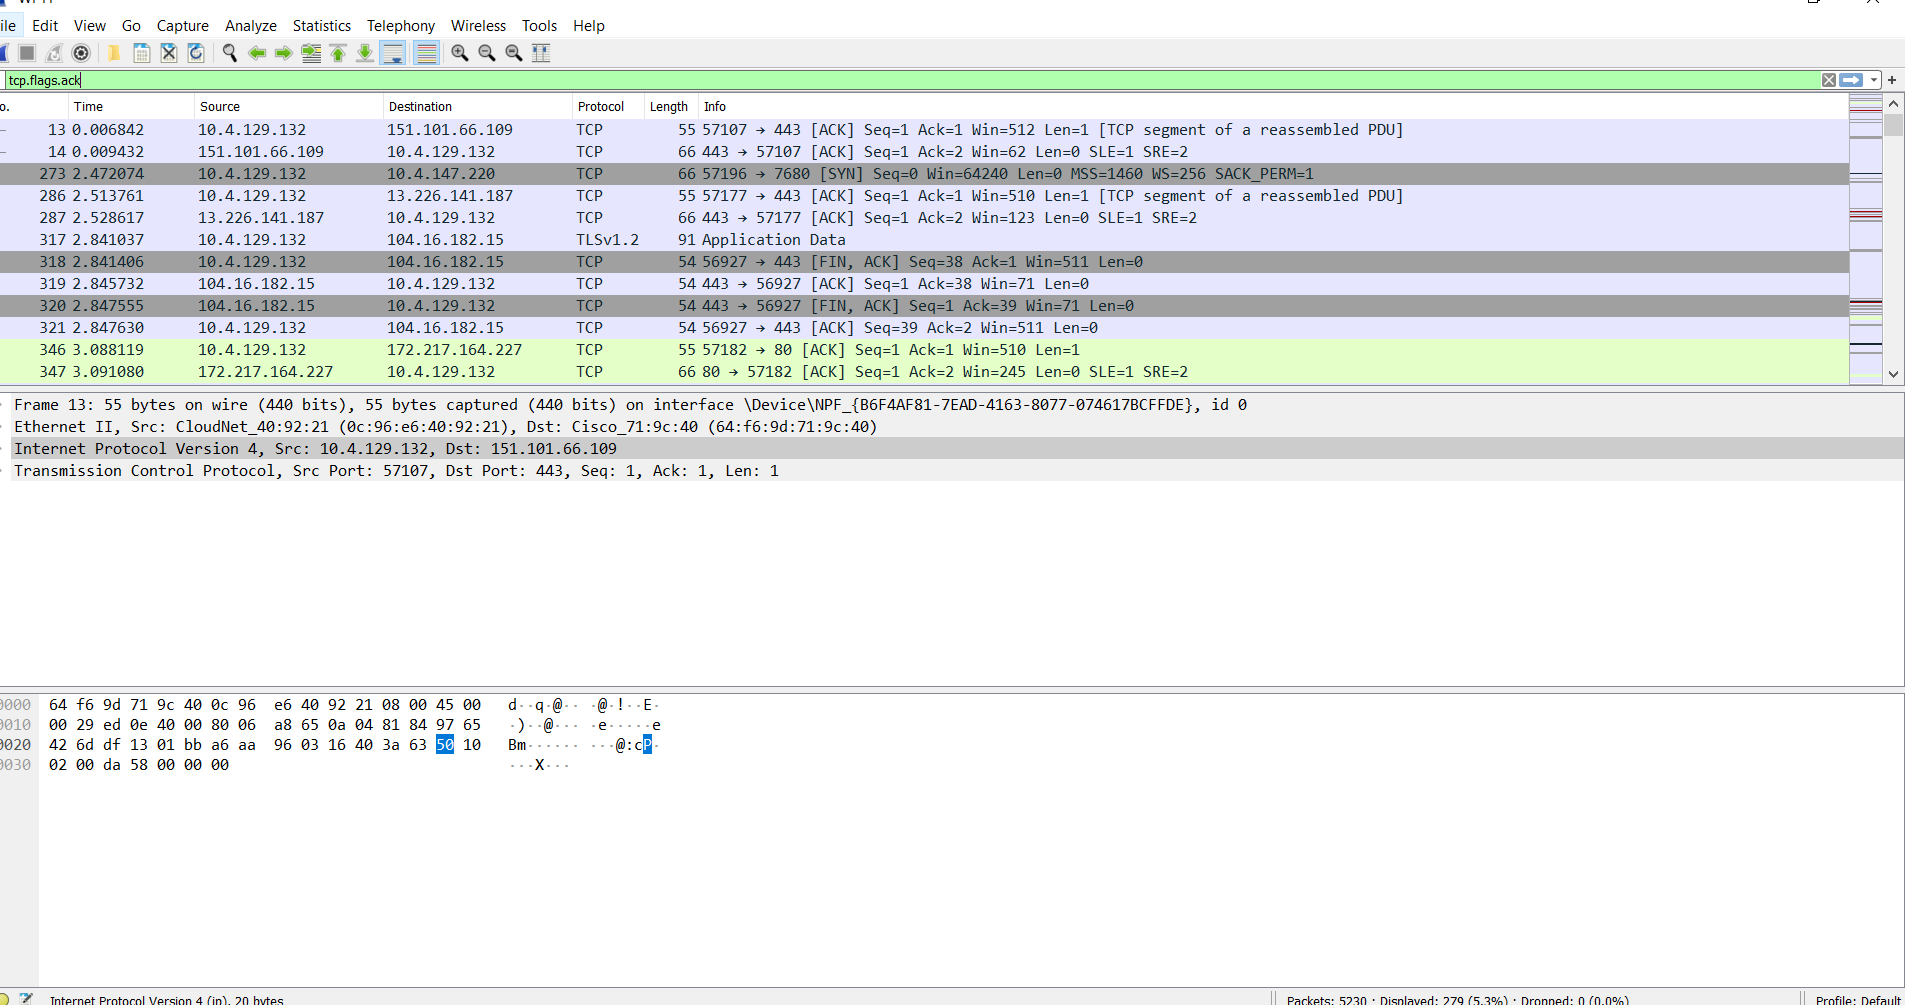 ile Edit View Go Capture Analyze Statistics Telephony Wireless Tools Help
tcp.flags.ack
o. Time Source Destination Protocol Length Info
13 0.006842 10.4.129.132 151.101.66.109 TCP 55 57107 → 443 [ACK] Seq=1 Ack=1 Win=512 Len=1 [TCP segment of a reassembled PDU]
14 0.009432 151.101.66.109 10.4.129.132 TCP 66 443 → 57107 [ACK] Seq=1 Ack=2 Win=62 Len=0 SLE=1 SRE=2
273 2.472074 10.4.129.132 10.4.147.220 TCP 66 57196 → 7680 [SYN] Seq=0 Win=64240 Len=0 MSS=1460 WS=256 SACK_PERM=1
286 2.513761 10.4.129.132 13.226.141.187 TCP 55 57177 → 443 [ACK] Seq=1 Ack=1 Win=510 Len=1 [TCP segment of a reassembled PDU]
287 2.528617 13.226.141.187 10.4.129.132 TCP 66 443 → 57177 [ACK] Seq=1 Ack=2 Win=123 Len=0 SLE=1 SRE=2
317 2.841037 10.4.129.132 104.16.182.15 TLSv1.2 91 Application Data
318 2.841406 10.4.129.132 104.16.182.15 TCP 54 56927 → 443 [FIN, ACK] Seq=38 Ack=1 Win=511 Len=0
319 2.845732 104.16.182.15 10.4.129.132 TCP 54 443 → 56927 [ACK] Seq=1 Ack=38 Win=71 Len=0
320 2.847555 104.16.182.15 10.4.129.132 TCP 54 443 → 56927 [FIN, ACK] Seq=1 Ack=39 Win=71 Len=0
321 2.847630 10.4.129.132 104.16.182.15 TCP 54 56927 → 443 [ACK] Seq=39 Ack=2 Win=511 Len=0
346 3.088119 10.4.129.132 172.217.164.227 TCP 55 57182 → 80 [ACK] Seq=1 Ack=1 Win=510 Len=1
347 3.091080 172.217.164.227 10.4.129.132 TCP 66 80 → 57182 [ACK] Seq=1 Ack=2 Win=245 Len=0 SLE=1 SRE=2
Frame 13: 55 bytes on wire (440 bits), 55 bytes captured (440 bits) on interface \Device\NPF_{B6F4AF81-7EAD-4163-8077-074617BCFFDE}, id 0
Ethernet II, Src: CloudNet_40:92:21 (0c:96:e6:40:92:21), Dst: Cisco_71:9c:40 (64:f6:9d:71:9c:40)
Internet Protocol Version 4, Src: 10.4.129.132, Dst: 151.101.66.109
Transmission Control Protocol, Src Port: 57107, Dst Port: 443, Seq: 1, Ack: 1, Len: 1
0000 64 f6 9d 71 9c 40 0c 96 e6 40 92 21 08 00 45 00 d··q·@·· ·@·!··E·
0010 00 29 ed 0e 40 00 80 06 a8 65 0a 04 81 84 97 65 ·)··@··· ·e·····e
0020 42 6d df 13 01 bb a6 aa 96 03 16 40 3a 63 50 10 Bm······ ···@:cP·
0030 02 00 da 58 00 00 00 ···X···
Internet Protocol Version 4 (ip), 20 bytes Packets: 5230 · Displayed: 279 (5.3%) · Dropped: 0 (0.0%) Profile: Default